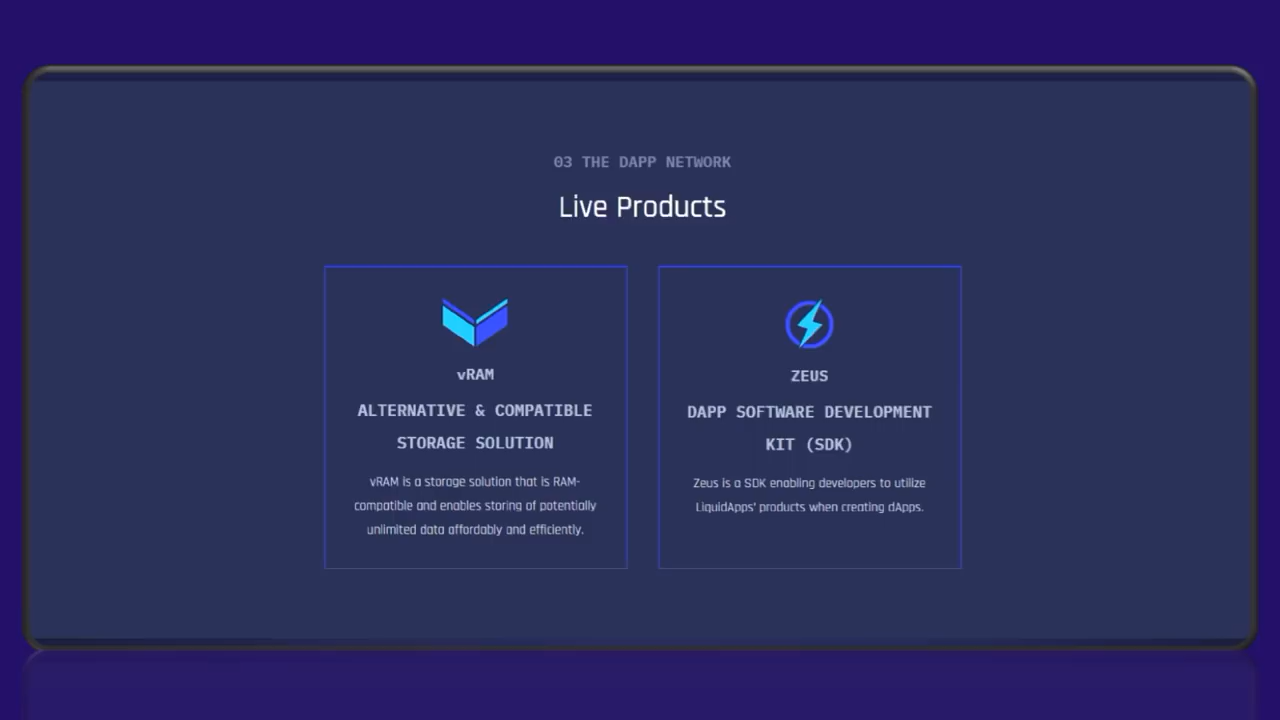 03 THE DAPP NETWORK
Live Products
vRAM
ALTERNATIVE & COMPATIBLE
STORAGE SOLUTION
vRAM is a storage solution that is RAM-
compatible and enables storing of potentially
unlimited data affordably and efficiently.
ZEUS
DAPP SOFTWARE DEVELOPMENT
KIT (SDK)
Zeus is a SDK enabling developers to utilize
LiquidApps' products when creating dApps.